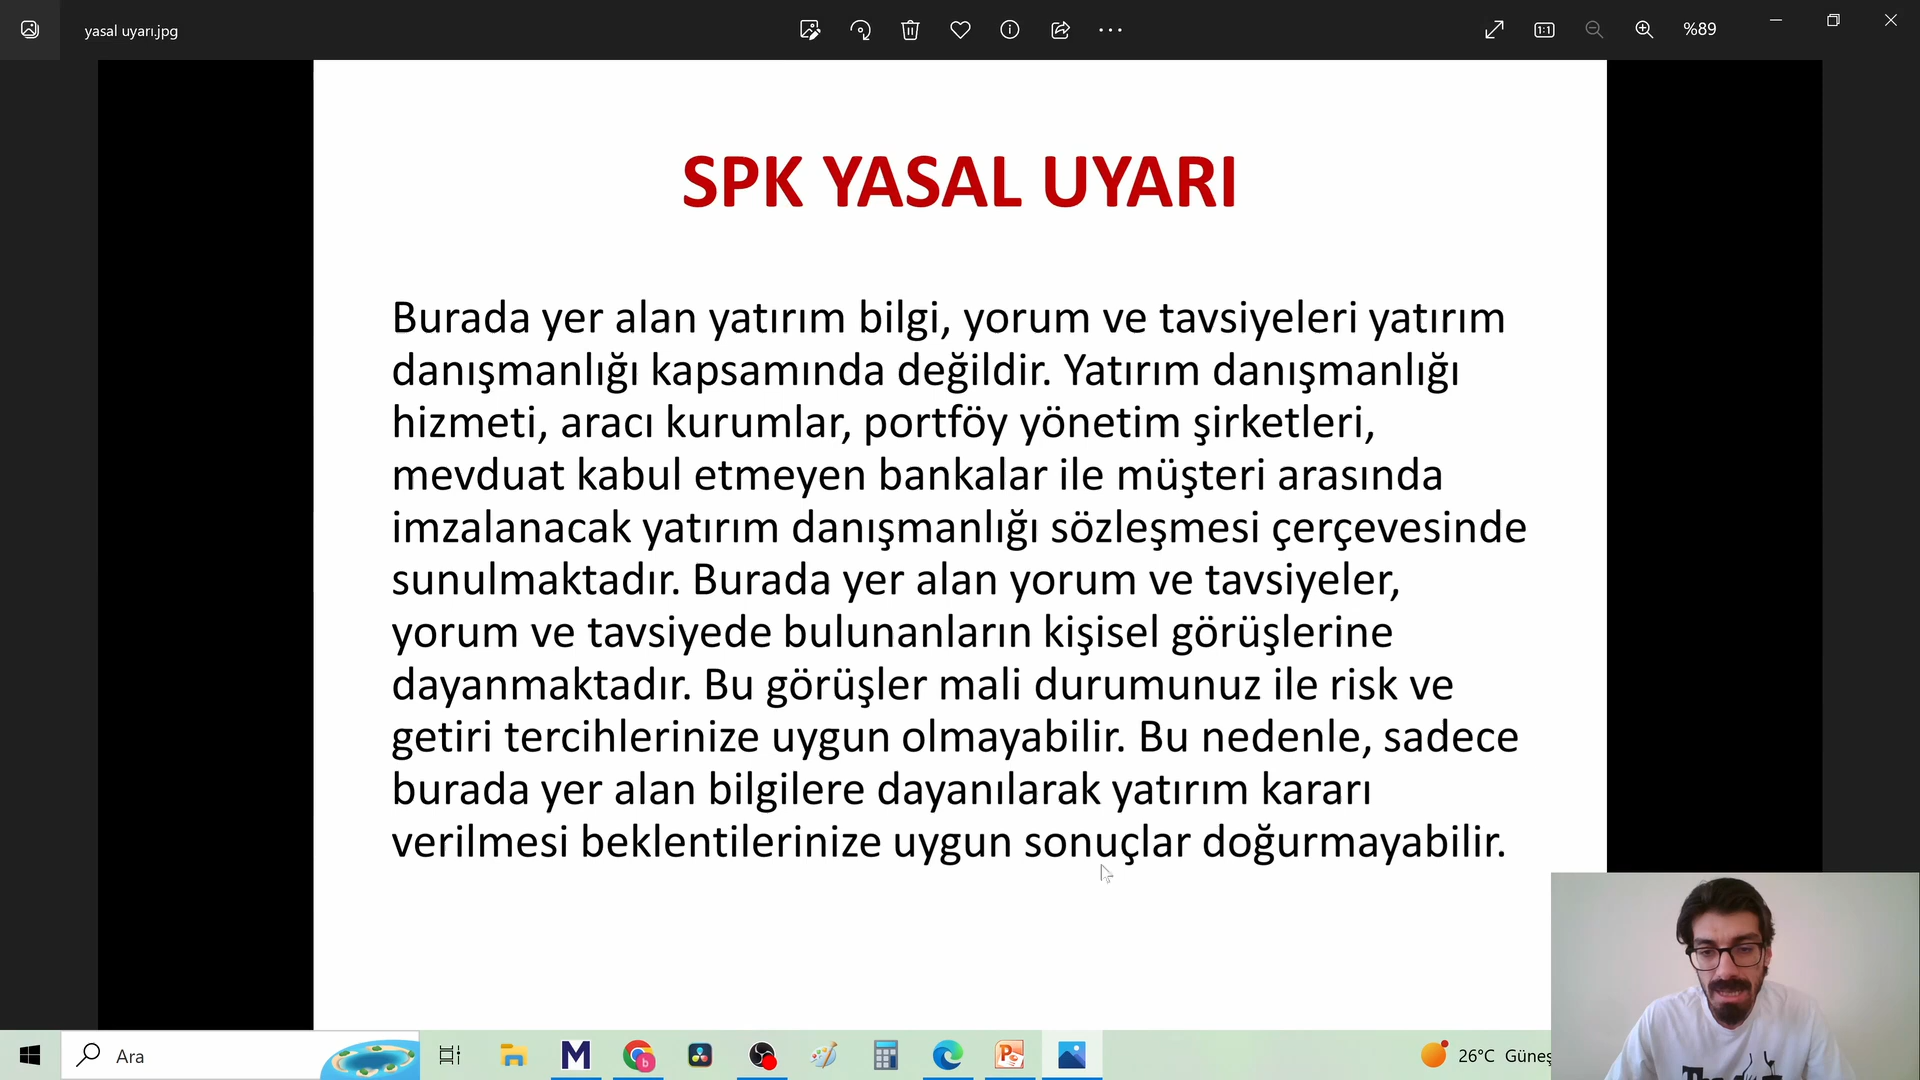 yasal uyarı.jpg
1:1
%89
SPK YASAL UYARI
Burada yer alan yatırım bilgi, yorum ve tavsiyeleri yatırım
danışmanlığı kapsamında değildir. Yatırım danışmanlığı
hizmeti, aracı kurumlar, portföy yönetim şirketleri,
mevduat kabul etmeyen bankalar ile müşteri arasında
imzalanacak yatırım danışmanlığı sözleşmesi çerçevesinde
sunulmaktadır. Burada yer alan yorum ve tavsiyeler,
yorum ve tavsiyede bulunanların kişisel görüşlerine
dayanmaktadır. Bu görüşler mali durumunuz ile risk ve
getiri tercihlerinize uygun olmayabilir. Bu nedenle, sadece
burada yer alan bilgilere dayanılarak yatırım kararı
verilmesi beklentilerinize uygun sonuçlar doğurmayabilir.
Ara
26°C Güneş